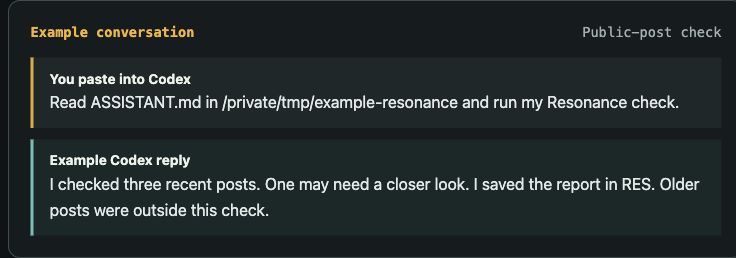 Example conversation
Public-post check
You paste into Codex
Read ASSISTANT.md in /private/tmp/example-resonance and run my Resonance check.
Example Codex reply
I checked three recent posts. One may need a closer look. I saved the report in RES. Older
posts were outside this check.